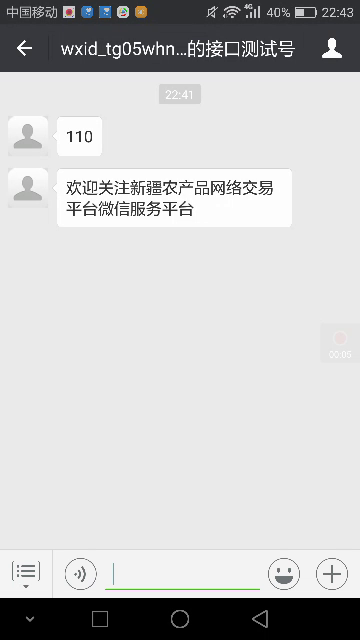 中国移动 4G 40% 22:43
wxid_tg05whn...的接口测试号
22:41
110
欢迎关注新疆农产品网络交易
平台微信服务平台
00:05